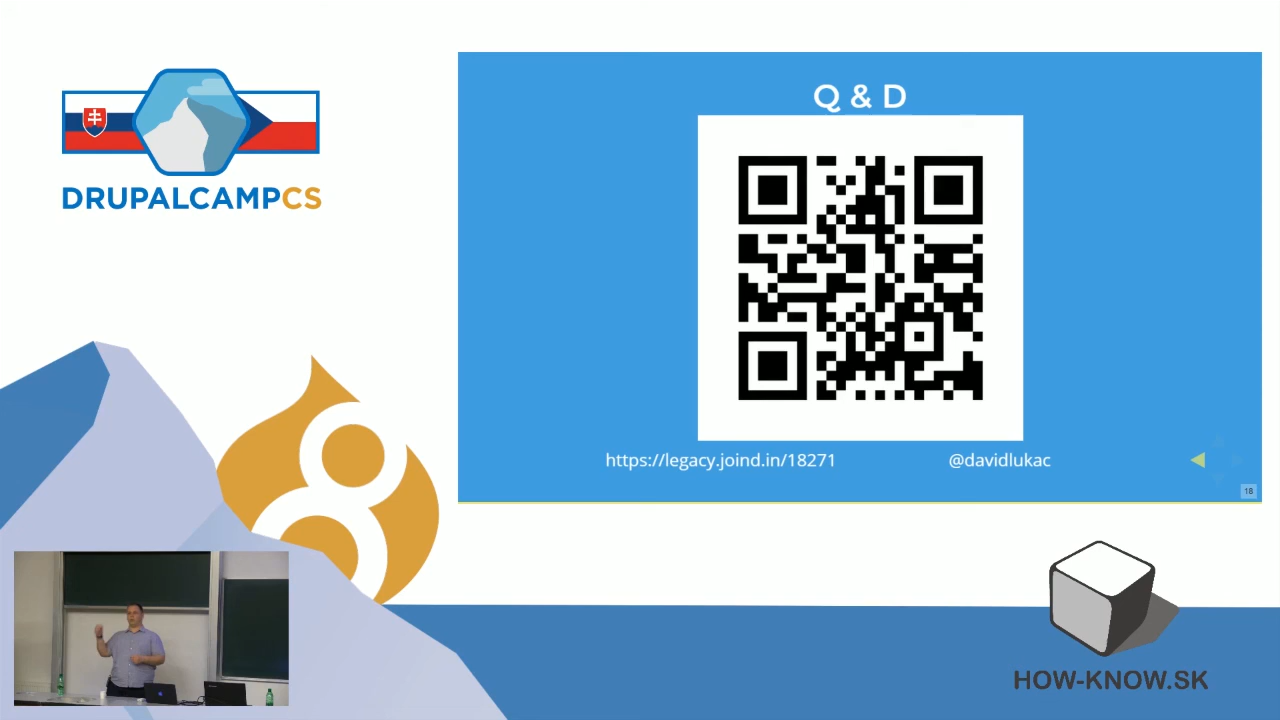 DRUPALCAMPCS
Q & D
https://legacy.joind.in/18271
@davidlukac
18
HOW-KNOW.SK